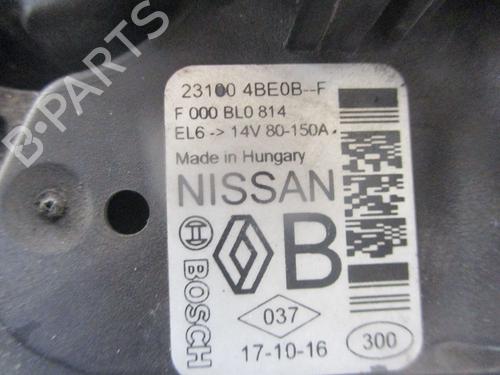 B-PARTS
23100 4BE0B--F
F 000 BL0 814
EL6 -> 14V 80-150A
Made in Hungary
NISSAN
B
BOSCH
037
17-10-16
300